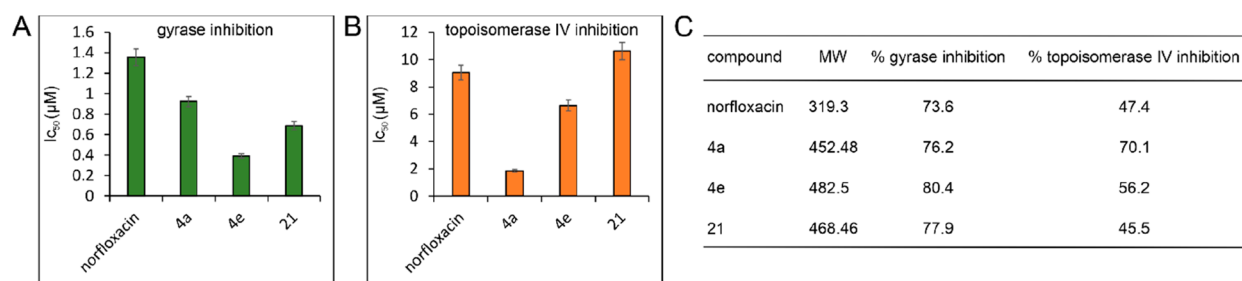 A
gyrase inhibition
Ic50 (µM)
1.6
1.4
1.2
1
0.8
0.6
0.4
0.2
0
norfloxacin
4a
4e
21
B
topoisomerase IV inhibition
Ic50 (µM)
12
10
8
6
4
2
0
norfloxacin
4a
4e
21
C
compound MW % gyrase inhibition % topoisomerase IV inhibition
norfloxacin 319.3 73.6 47.4
4a 452.48 76.2 70.1
4e 482.5 80.4 56.2
21 468.46 77.9 45.5